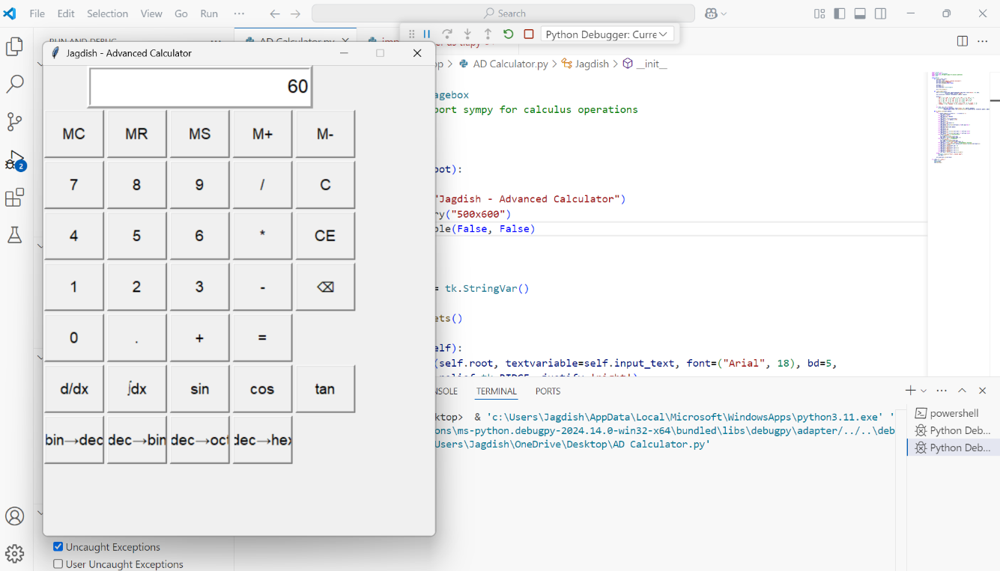 File Edit Selection View Go Run ··· Search
Python Debugger: Curre
Jagdish - Advanced Calculator
AD Calculator.py > Jagdish > __init__
60
MC MR MS M+ M-
7 8 9 / C
4 5 6 * CE
1 2 3 - ⌫
0 . + =
d/dx ∫dx sin cos tan
bin→dec dec→bin dec→oct dec→hex
agebox
port sympy for calculus operations
oot):
"Jagdish - Advanced Calculator")
ry("500x600")
ble(False, False)
= tk.StringVar()
ets()
elf):
(self.root, textvariable=self.input_text, font=("Arial", 18), bd=5,
NSOLE TERMINAL PORTS
ktop> & 'c:\Users\Jagdish\AppData\Local\Microsoft\WindowsApps\python3.11.exe' '
ons\ms-python.debugpy-2024.14.0-win32-x64\bundled\libs\debugpy\adapter/../..\deb
Users\Jagdish\OneDrive\Desktop\AD Calculator.py'
powershell
Python Deb...
Python Deb...
2
Uncaught Exceptions
User Uncaught Exceptions